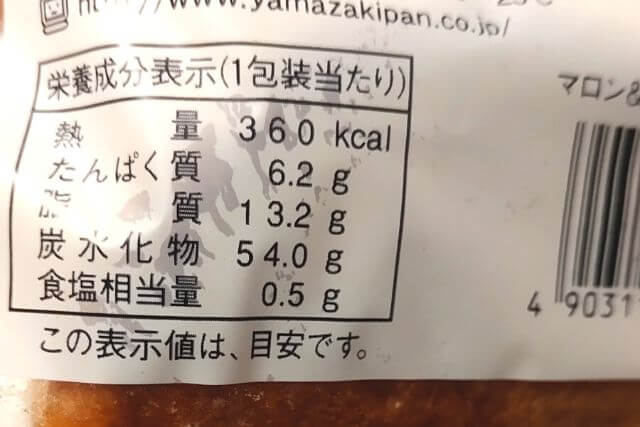 www.yamazakipan.co.jp/
栄養成分表示(1包装当たり)
熱量 360 kcal
たんぱく質 6.2 g
脂質 13.2 g
炭水化物 54.0 g
食塩相当量 0.5 g
この表示値は、目安です。
マロン&
4 9031